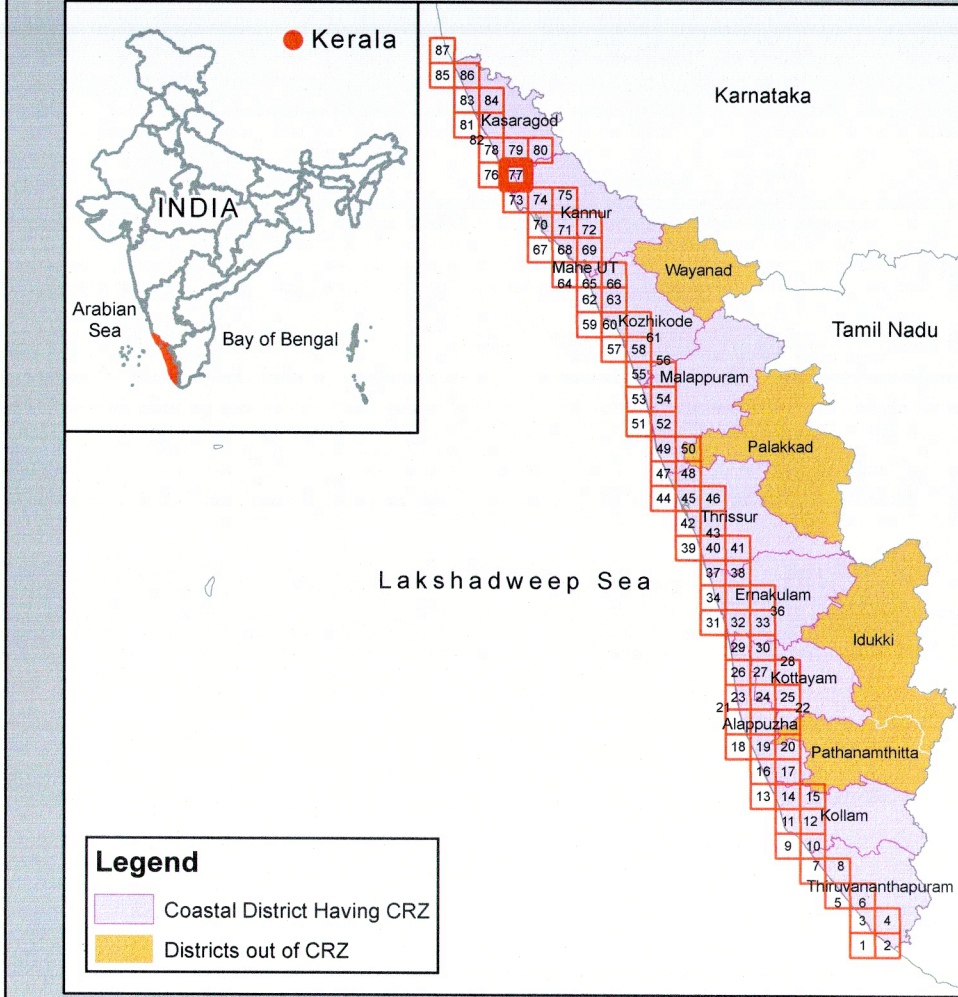 Kerala
INDIA
Arabian
Sea
Bay of Bengal
Karnataka
Tamil Nadu
Lakshadweep Sea
87
85 86
83 84
Kasaragod
81
82
78 79 80
76 77
75
73 74
Kannur
70 71 72
67 68 69
Mahe UT
64 65 66
62 63
Wayanad
59 60
Kozhikode
61
57 58
56
55
Malappuram
53 54
51 52
49 50
Palakkad
47 48
44 45 46
42
Thrissur
43
39 40 41
37 38
34
Ernakulam
36
31 32 33
29 30
Idukki
28
26 27
Kottayam
23 24 25
21 22
Alappuzha
18 19 20
Pathanamthitta
16 17
13 14 15
Kollam
11 12
9 10
7 8
Thiruvananthapuram
5 6
3 4
1 2
Legend
Coastal District Having CRZ
Districts out of CRZ